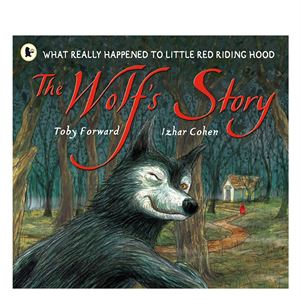 WHAT REALLY HAPPENED TO LITTLE RED RIDING HOOD
The Wolf's Story
Toby Forward Izhar Cohen